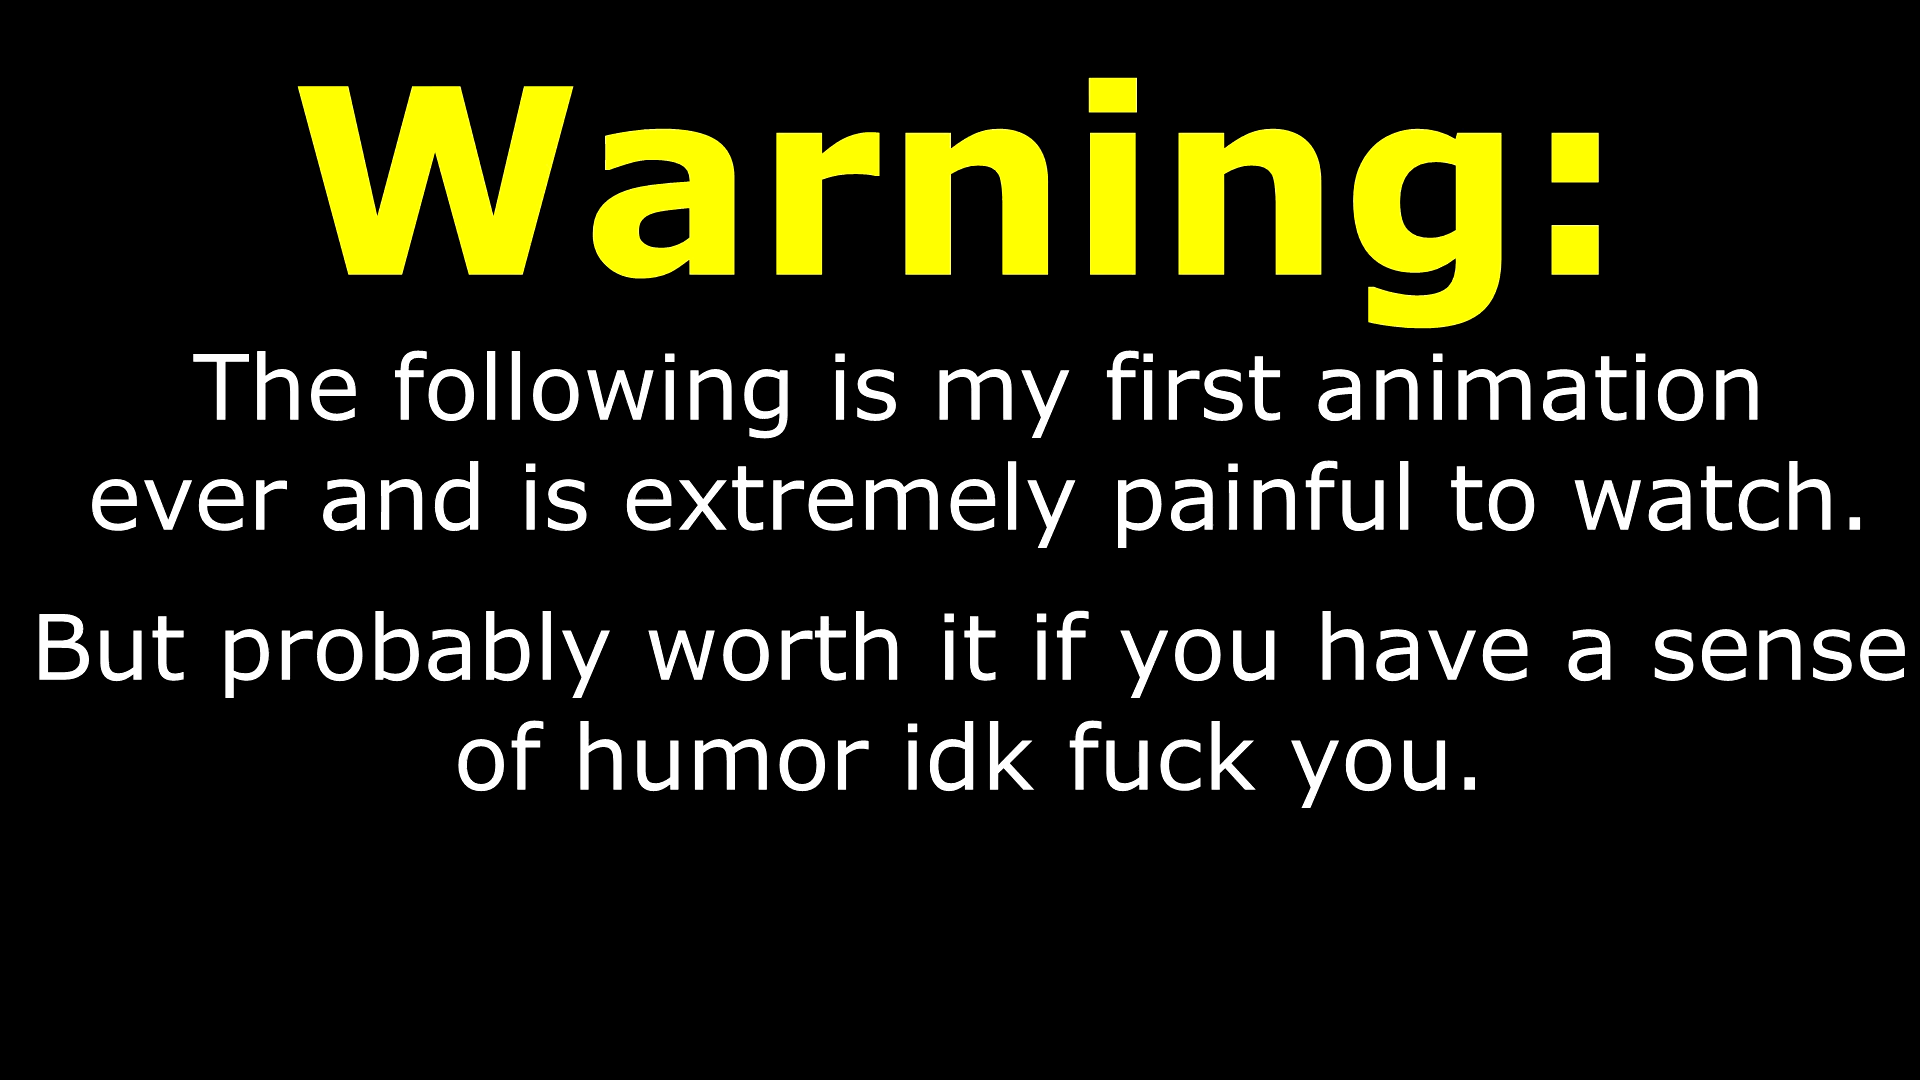 Warning:
The following is my first animation
ever and is extremely painful to watch.
But probably worth it if you have a sense
of humor idk fuck you.